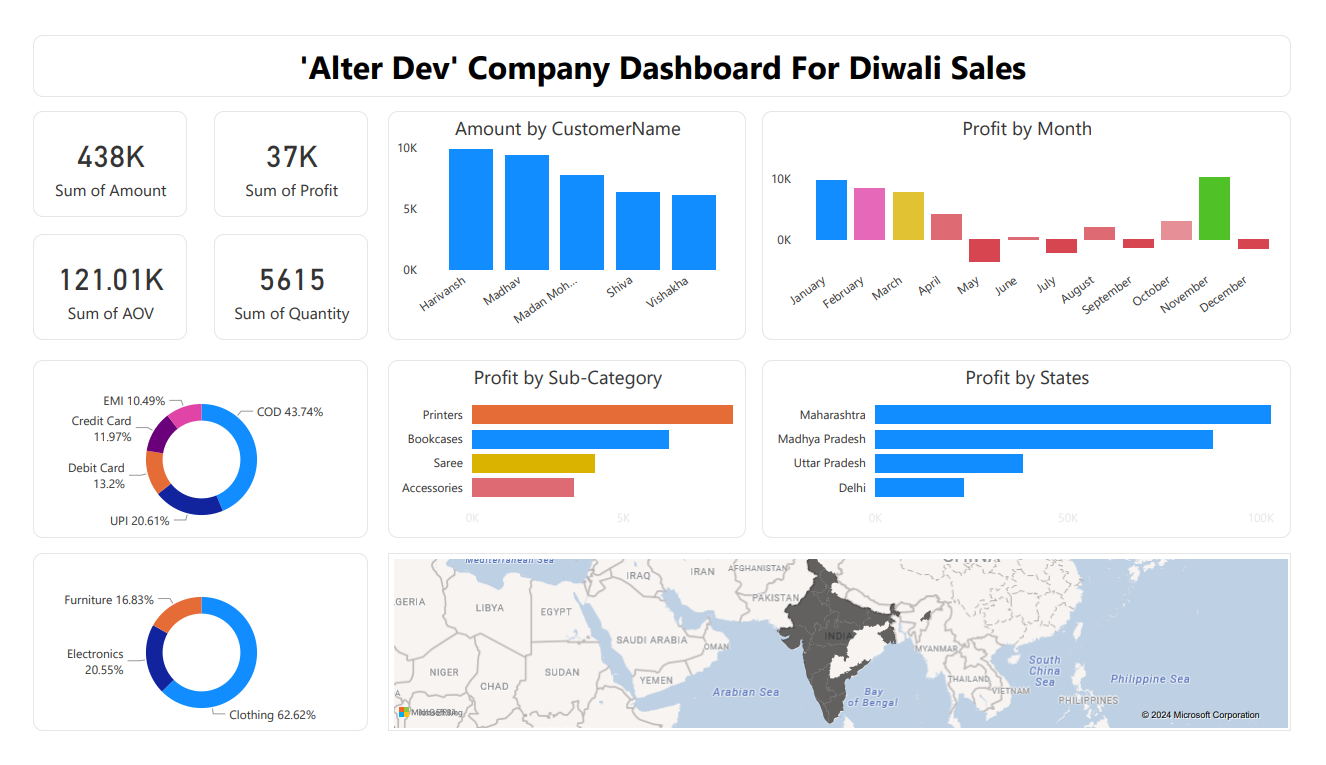 'Alter Dev' Company Dashboard For Diwali Sales
438K
Sum of Amount
37K
Sum of Profit
121.01K
Sum of AOV
5615
Sum of Quantity
Amount by CustomerName
10K
5K
0K
Harivansh
Madhav
Madan Moh...
Shiva
Vishakha
Profit by Month
10K
0K
January
February
March
April
May
June
July
August
September
October
November
December
EMI 10.49%
COD 43.74%
Credit Card
11.97%
Debit Card
13.2%
UPI 20.61%
Profit by Sub-Category
Printers
Bookcases
Saree
Accessories
0K
5K
Profit by States
Maharashtra
Madhya Pradesh
Uttar Pradesh
Delhi
0K
50K
100K
Furniture 16.83%
Electronics
20.55%
Clothing 62.62%
Mediterranean Sea
CHINA
IRAQ
IRAN
AFGHANISTAN
PAKISTAN
GERIA
LIBYA
EGYPT
SAUDI ARABIA
OMAN
INDIA
MYANMAR
NIGER
CHAD
SUDAN
YEMEN
Arabian Sea
Bay
of Bengal
THAILAND
VIETNAM
South
China
Sea
Philippine Sea
PHILIPPINES
A
NIGERIA
© 2024 Microsoft Corporation